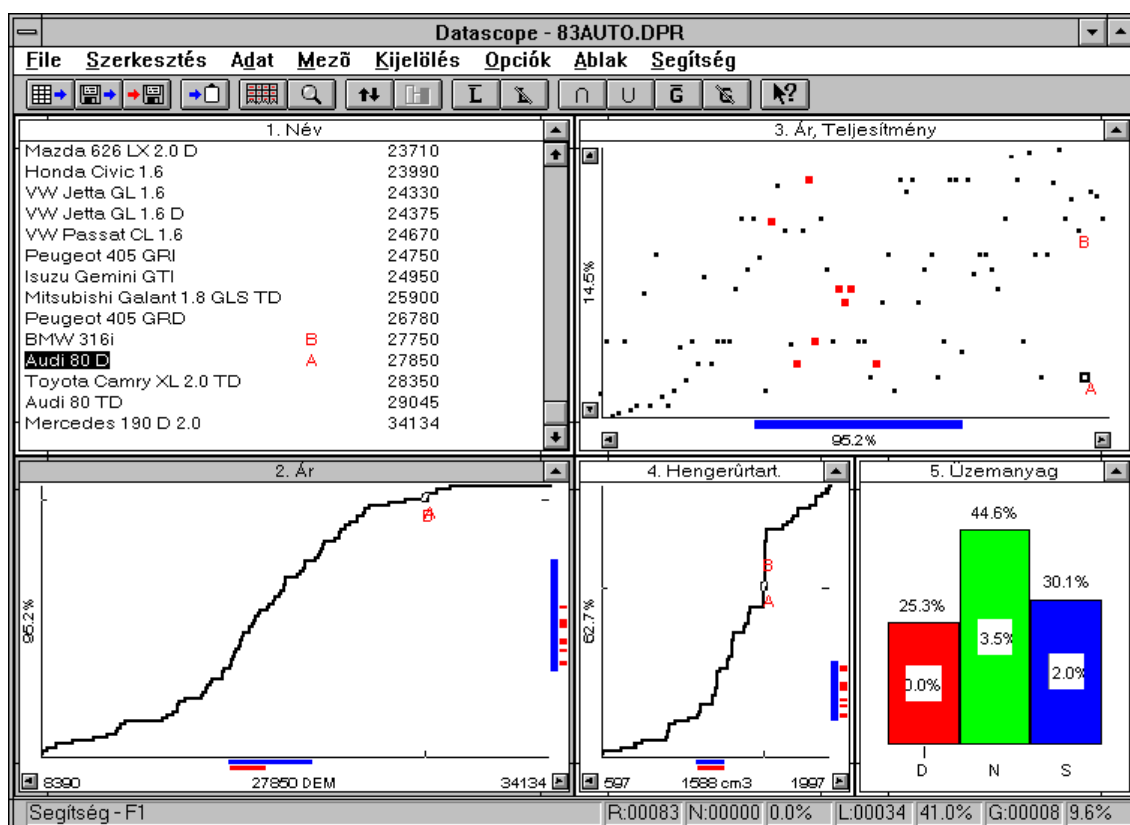 Datascope - 83AUTO.DPR
File Szerkesztés Adat Mezõ Kijelölés Opciók Ablak Segítség
L L ∩ U G G ?
1. Név
Mazda 626 LX 2.0 D 23710
Honda Civic 1.6 23990
VW Jetta GL 1.6 24330
VW Jetta GL 1.6 D 24375
VW Passat CL 1.6 24670
Peugeot 405 GRI 24750
Isuzu Gemini GTI 24950
Mitsubishi Galant 1.8 GLS TD 25900
Peugeot 405 GRD 26780
BMW 316i B 27750
Audi 80 D A 27850
Toyota Camry XL 2.0 TD 28350
Audi 80 TD 29045
Mercedes 190 D 2.0 34134
3. Ár, Teljesítmény
14.5%
B
A
95.2%
2. Ár
95.2%
B
A
8390 27850 DEM 34134
4. Hengerûrtart.
62.7%
B
A
597 1588 cm3 1997
5. Üzemanyag
44.6%
30.1%
25.3%
3.5%
2.0%
0.0%
D N S
Segítség - F1 R:00083 N:00000 0.0% L:00034 41.0% G:00008 9.6%